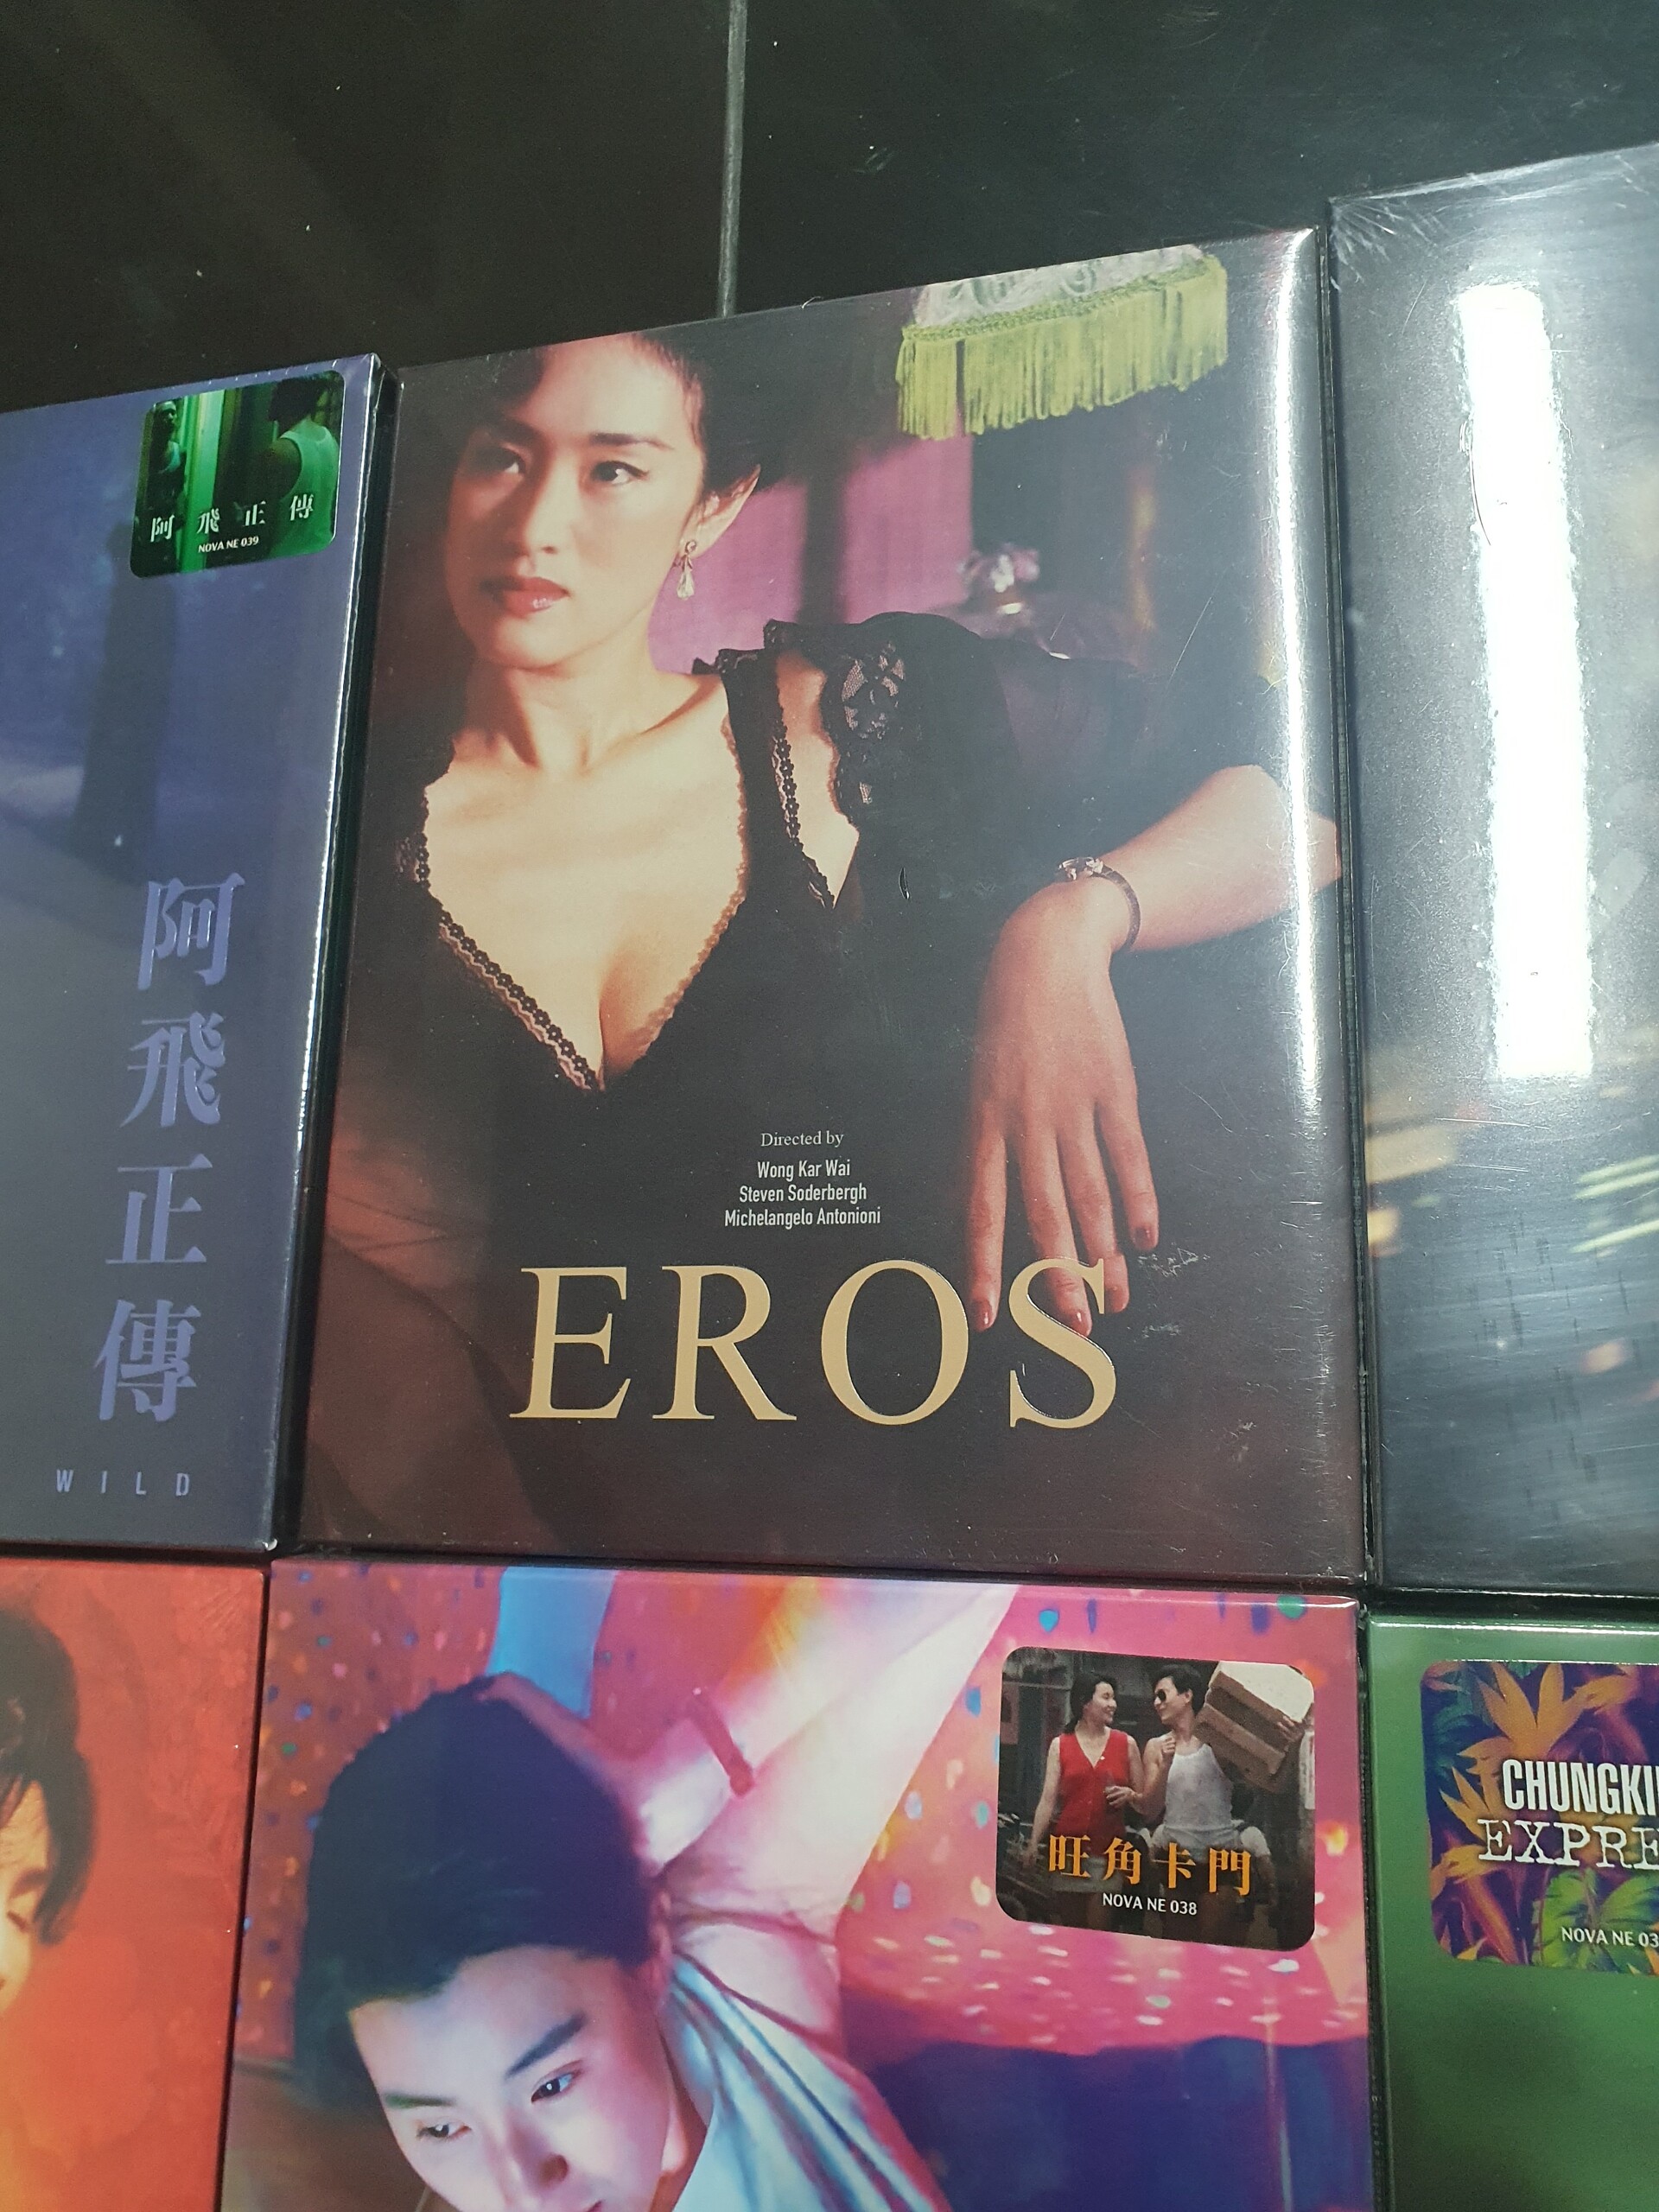 阿飛正傳
NOVA NE 039
阿飛正傳
WILD
Directed by
Wong Kar Wai
Steven Soderbergh
Michelangelo Antonioni
EROS
旺角卡門
NOVA NE 038
CHUNGKI
EXPRE
NOVA NE 03